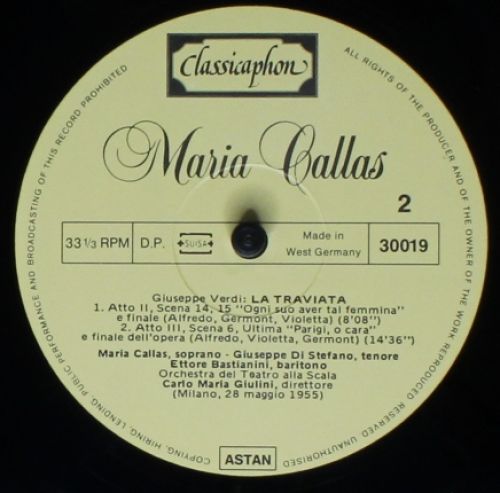 Classicaphon
Maria Callas
2
33 1/3 RPM
D.P.
SUISA
Made in
West Germany
30019
Giuseppe Verdi: LA TRAVIATA
1. Atto II, Scena 14, 15 "Ogni suo aver tal femmina"
e finale (Alfredo, Germont, Violetta) (8'08")
2. Atto III, Scena 6, Ultima "Parigi, o cara"
e finale dell'opera (Alfredo, Violetta, Germont) (14'36")
Maria Callas, soprano - Giuseppe Di Stefano, tenore
Ettore Bastianini, baritono
Orchestra del Teatro alla Scala
Carlo Maria Giulini, direttore
(Milano, 28 maggio 1955)
ASTAN
ALL RIGHTS OF THE PRODUCER AND OF THE OWNER OF THE WORK REPRODUCED RESERVED UNAUTHORISED COPYING, HIRING, LENDING, PUBLIC PERFORMANCE AND BROADCASTING OF THIS RECORD PROHIBITED